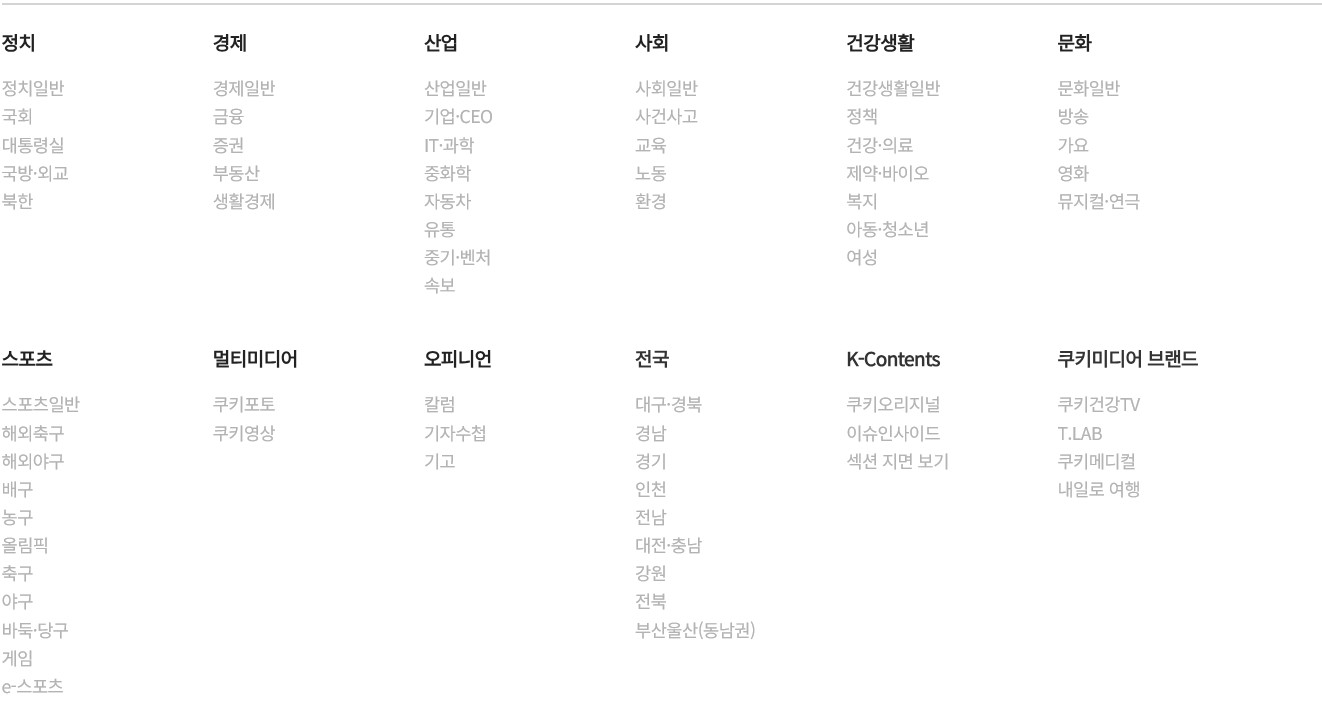 정치
정치일반
국회
대통령실
국방·외교
북한
경제
경제일반
금융
증권
부동산
생활경제
산업
산업일반
기업·CEO
IT·과학
중화학
자동차
유통
중기·벤처
속보
사회
사회일반
사건사고
교육
노동
환경
건강생활
건강생활일반
정책
건강·의료
제약·바이오
복지
아동·청소년
여성
문화
문화일반
방송
가요
영화
뮤지컬·연극
스포츠
스포츠일반
해외축구
해외야구
배구
농구
올림픽
축구
야구
바둑·당구
게임
e-스포츠
멀티미디어
쿠키포토
쿠키영상
오피니언
칼럼
기자수첩
기고
전국
대구·경북
경남
경기
인천
전남
대전·충남
강원
전북
부산울산(동남권)
K-Contents
쿠키오리지널
이슈인사이드
섹션 지면 보기
쿠키미디어 브랜드
쿠키건강TV
T.LAB
쿠키메디컬
내일로 여행